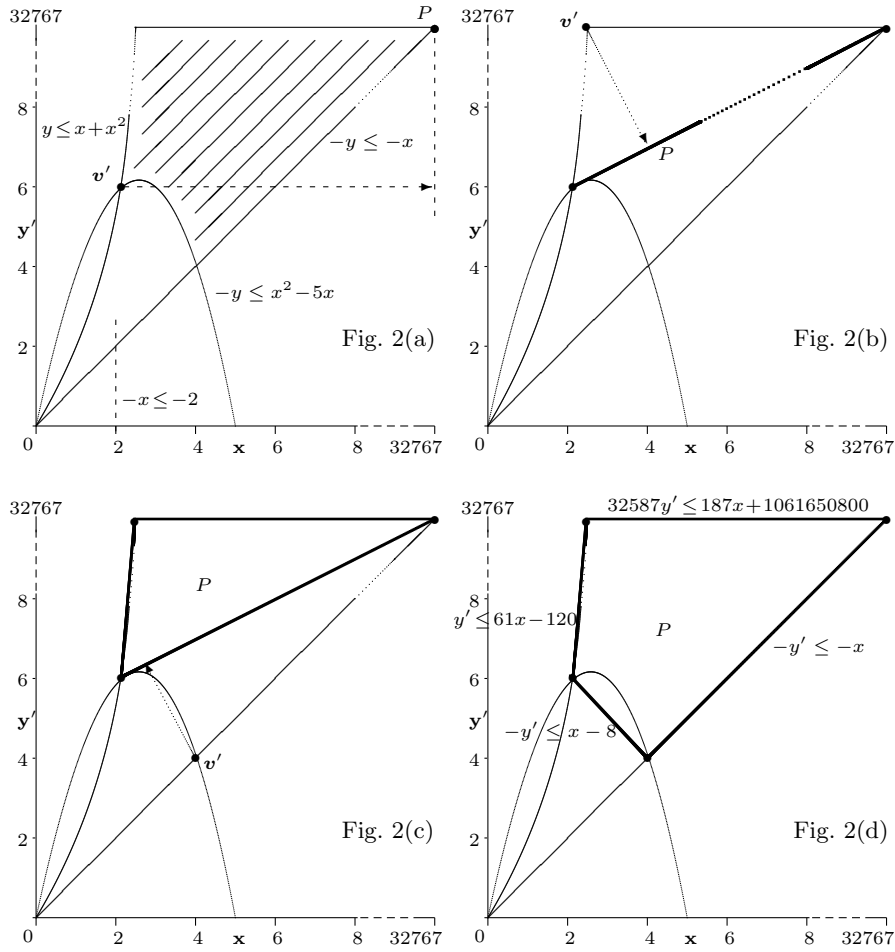 32767
P
8
y ≤ x+x²
−y ≤ −x
v′
6
y′
4
−y ≤ x²−5x
2
Fig. 2(a)
−x ≤ −2
0 2 4 x 6 8 32767
32767
v′
8
P
6
y′
4
2
Fig. 2(b)
0 2 4 x 6 8 32767
32767
8
P
6
y′
4
v′
2
Fig. 2(c)
0 2 4 x 6 8 32767
32767
32587y′ ≤ 187x+1061650800
8
y′ ≤ 61x−120
P
−y′ ≤ −x
6
y′
−y′ ≤ x − 8
4
2
Fig. 2(d)
0 2 4 x 6 8 32767